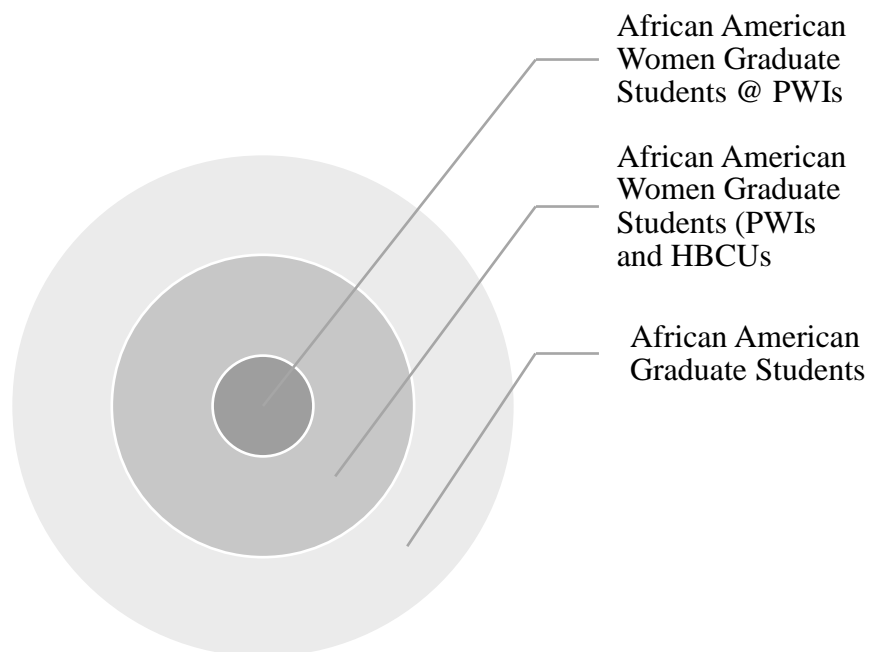 African American
Women Graduate
Students @ PWIs
African American
Women Graduate
Students (PWIs
and HBCUs
African American
Graduate Students